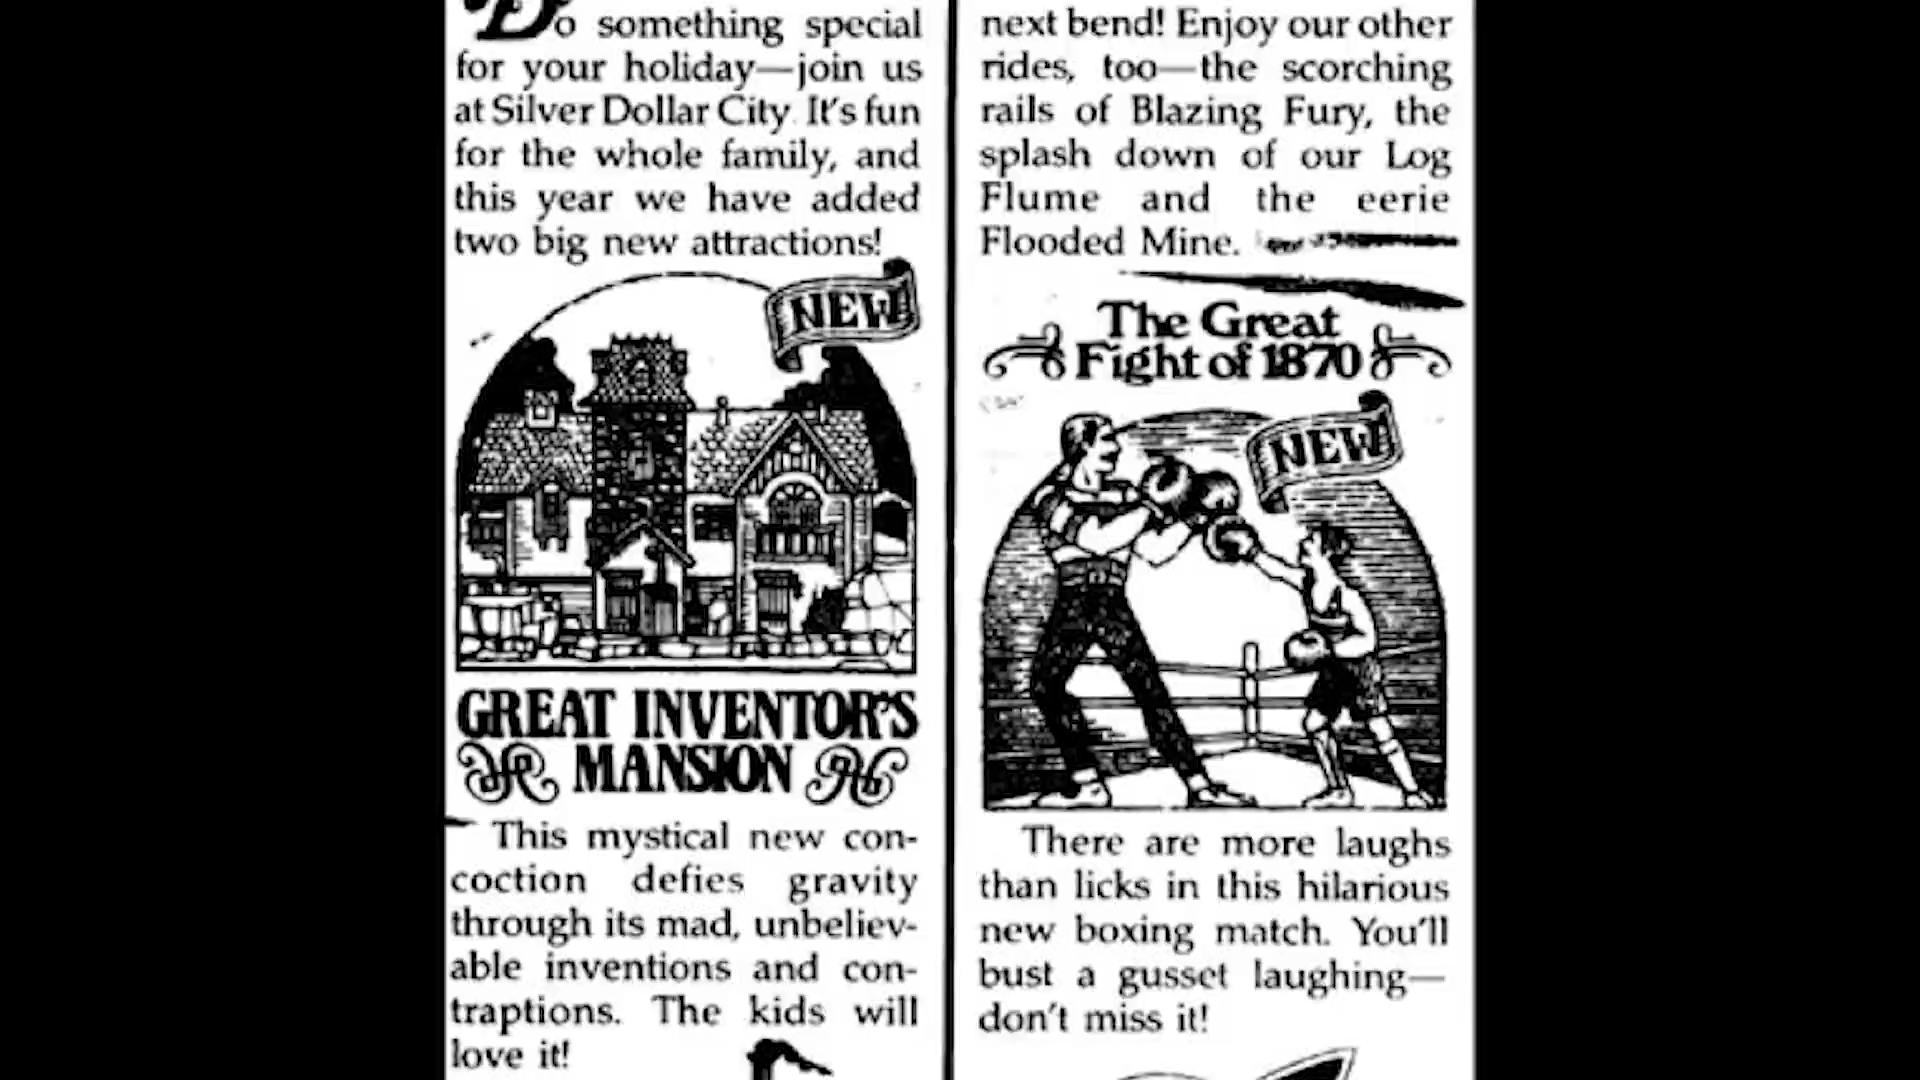 Do something special
for your holiday—join us
at Silver Dollar City. It's fun
for the whole family, and
this year we have added
two big new attractions!
NEW
GREAT INVENTOR'S
MANSION
This mystical new con-
coction defies gravity
through its mad, unbeliev-
able inventions and con-
traptions. The kids will
love it!
next bend! Enjoy our other
rides, too—the scorching
rails of Blazing Fury, the
splash down of our Log
Flume and the eerie
Flooded Mine.
The Great
Fight of 1870
NEW
There are more laughs
than licks in this hilarious
new boxing match. You'll
bust a gusset laughing—
don't miss it!